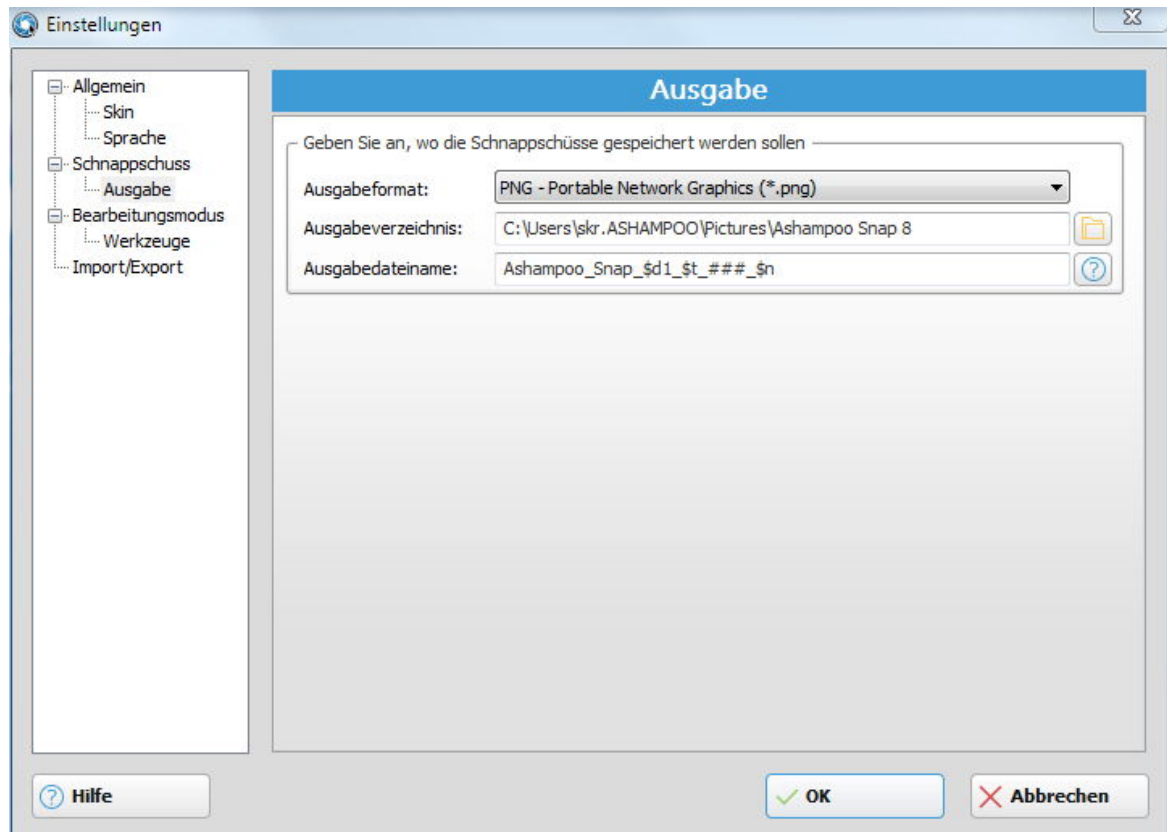 Einstellungen
Allgemein
Skin
Sprache
Schnappschuss
Ausgabe
Bearbeitungsmodus
Werkzeuge
Import/Export
Ausgabe
Geben Sie an, wo die Schnappschüsse gespeichert werden sollen
Ausgabeformat: PNG - Portable Network Graphics (*.png)
Ausgabeverzeichnis: C:\Users\skr.ASHAMPOO\Pictures\Ashampoo Snap 8
Ausgabedateiname: Ashampoo_Snap_$d1_$t_###_$n
Hilfe OK Abbrechen